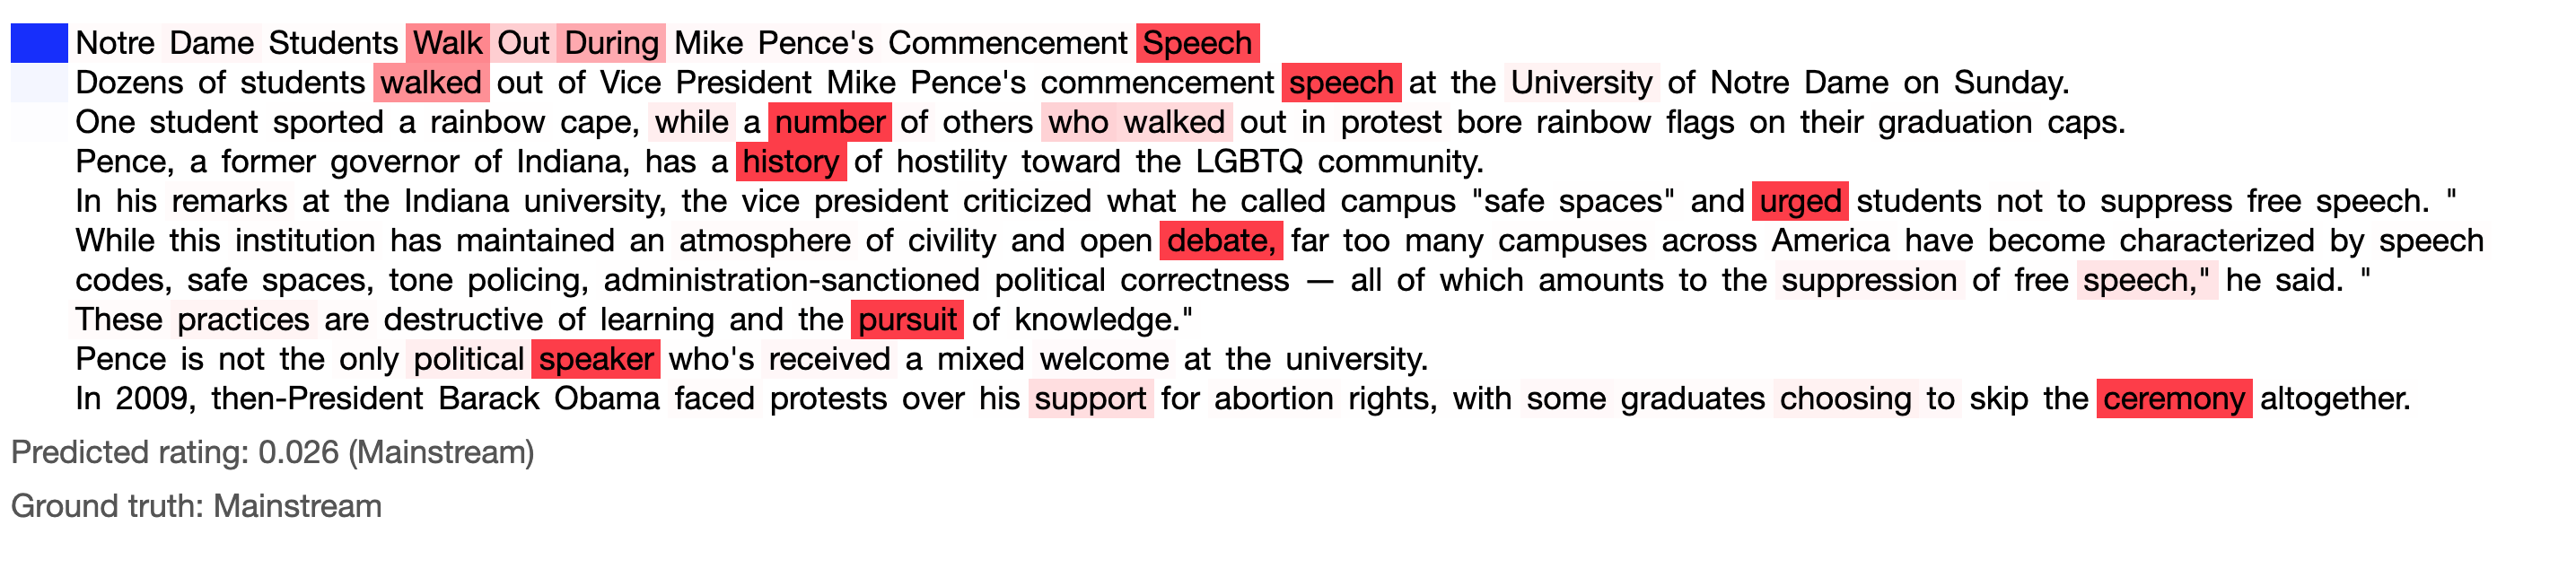 Notre Dame Students Walk Out During Mike Pence's Commencement Speech
Dozens of students walked out of Vice President Mike Pence's commencement speech at the University of Notre Dame on Sunday.
One student sported a rainbow cape, while a number of others who walked out in protest bore rainbow flags on their graduation caps.
Pence, a former governor of Indiana, has a history of hostility toward the LGBTQ community.
In his remarks at the Indiana university, the vice president criticized what he called campus "safe spaces" and urged students not to suppress free speech. "
While this institution has maintained an atmosphere of civility and open debate, far too many campuses across America have become characterized by speech
codes, safe spaces, tone policing, administration-sanctioned political correctness — all of which amounts to the suppression of free speech," he said. "
These practices are destructive of learning and the pursuit of knowledge."
Pence is not the only political speaker who's received a mixed welcome at the university.
In 2009, then-President Barack Obama faced protests over his support for abortion rights, with some graduates choosing to skip the ceremony altogether.
Predicted rating: 0.026 (Mainstream)
Ground truth: Mainstream